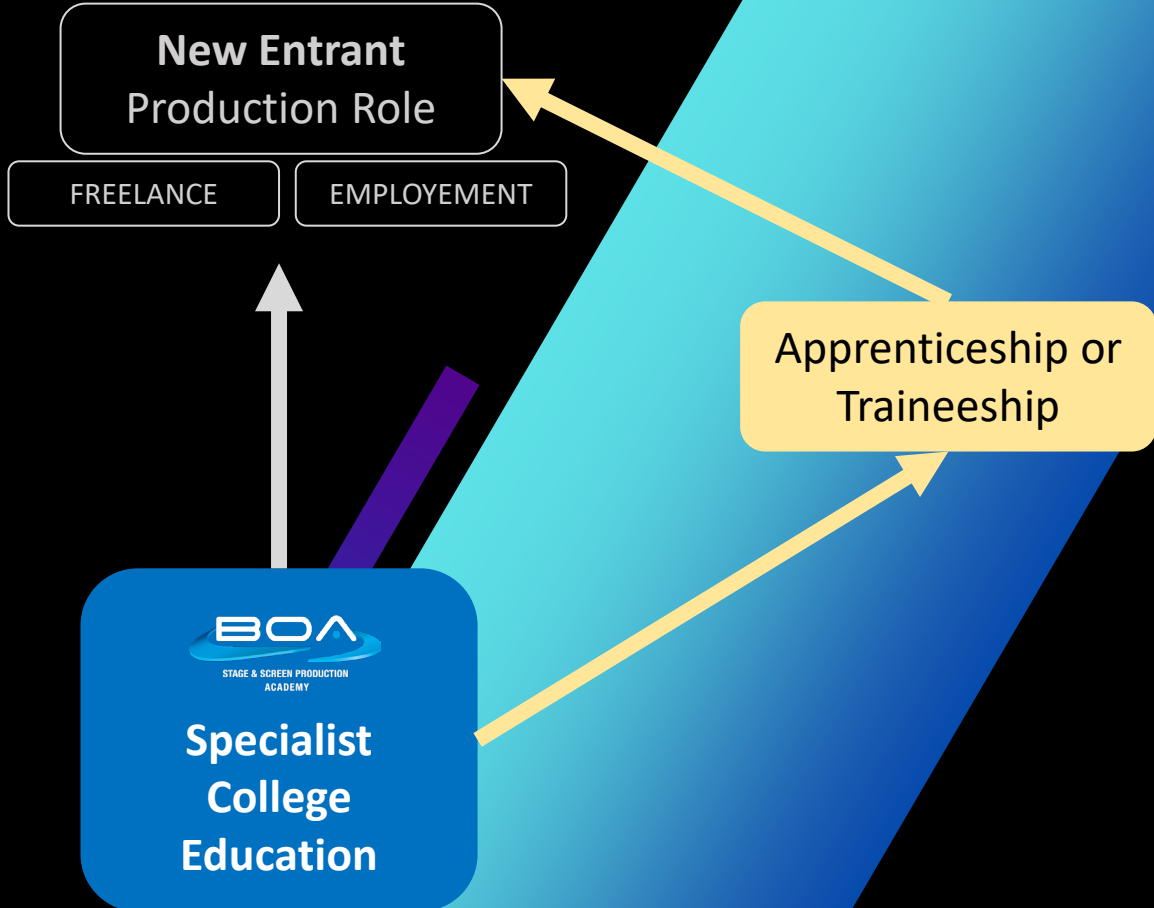 New Entrant
Production Role
FREELANCE
EMPLOYEMENT
Apprenticeship or
Traineeship
BOA
STAGE & SCREEN PRODUCTION
ACADEMY
Specialist
College
Education